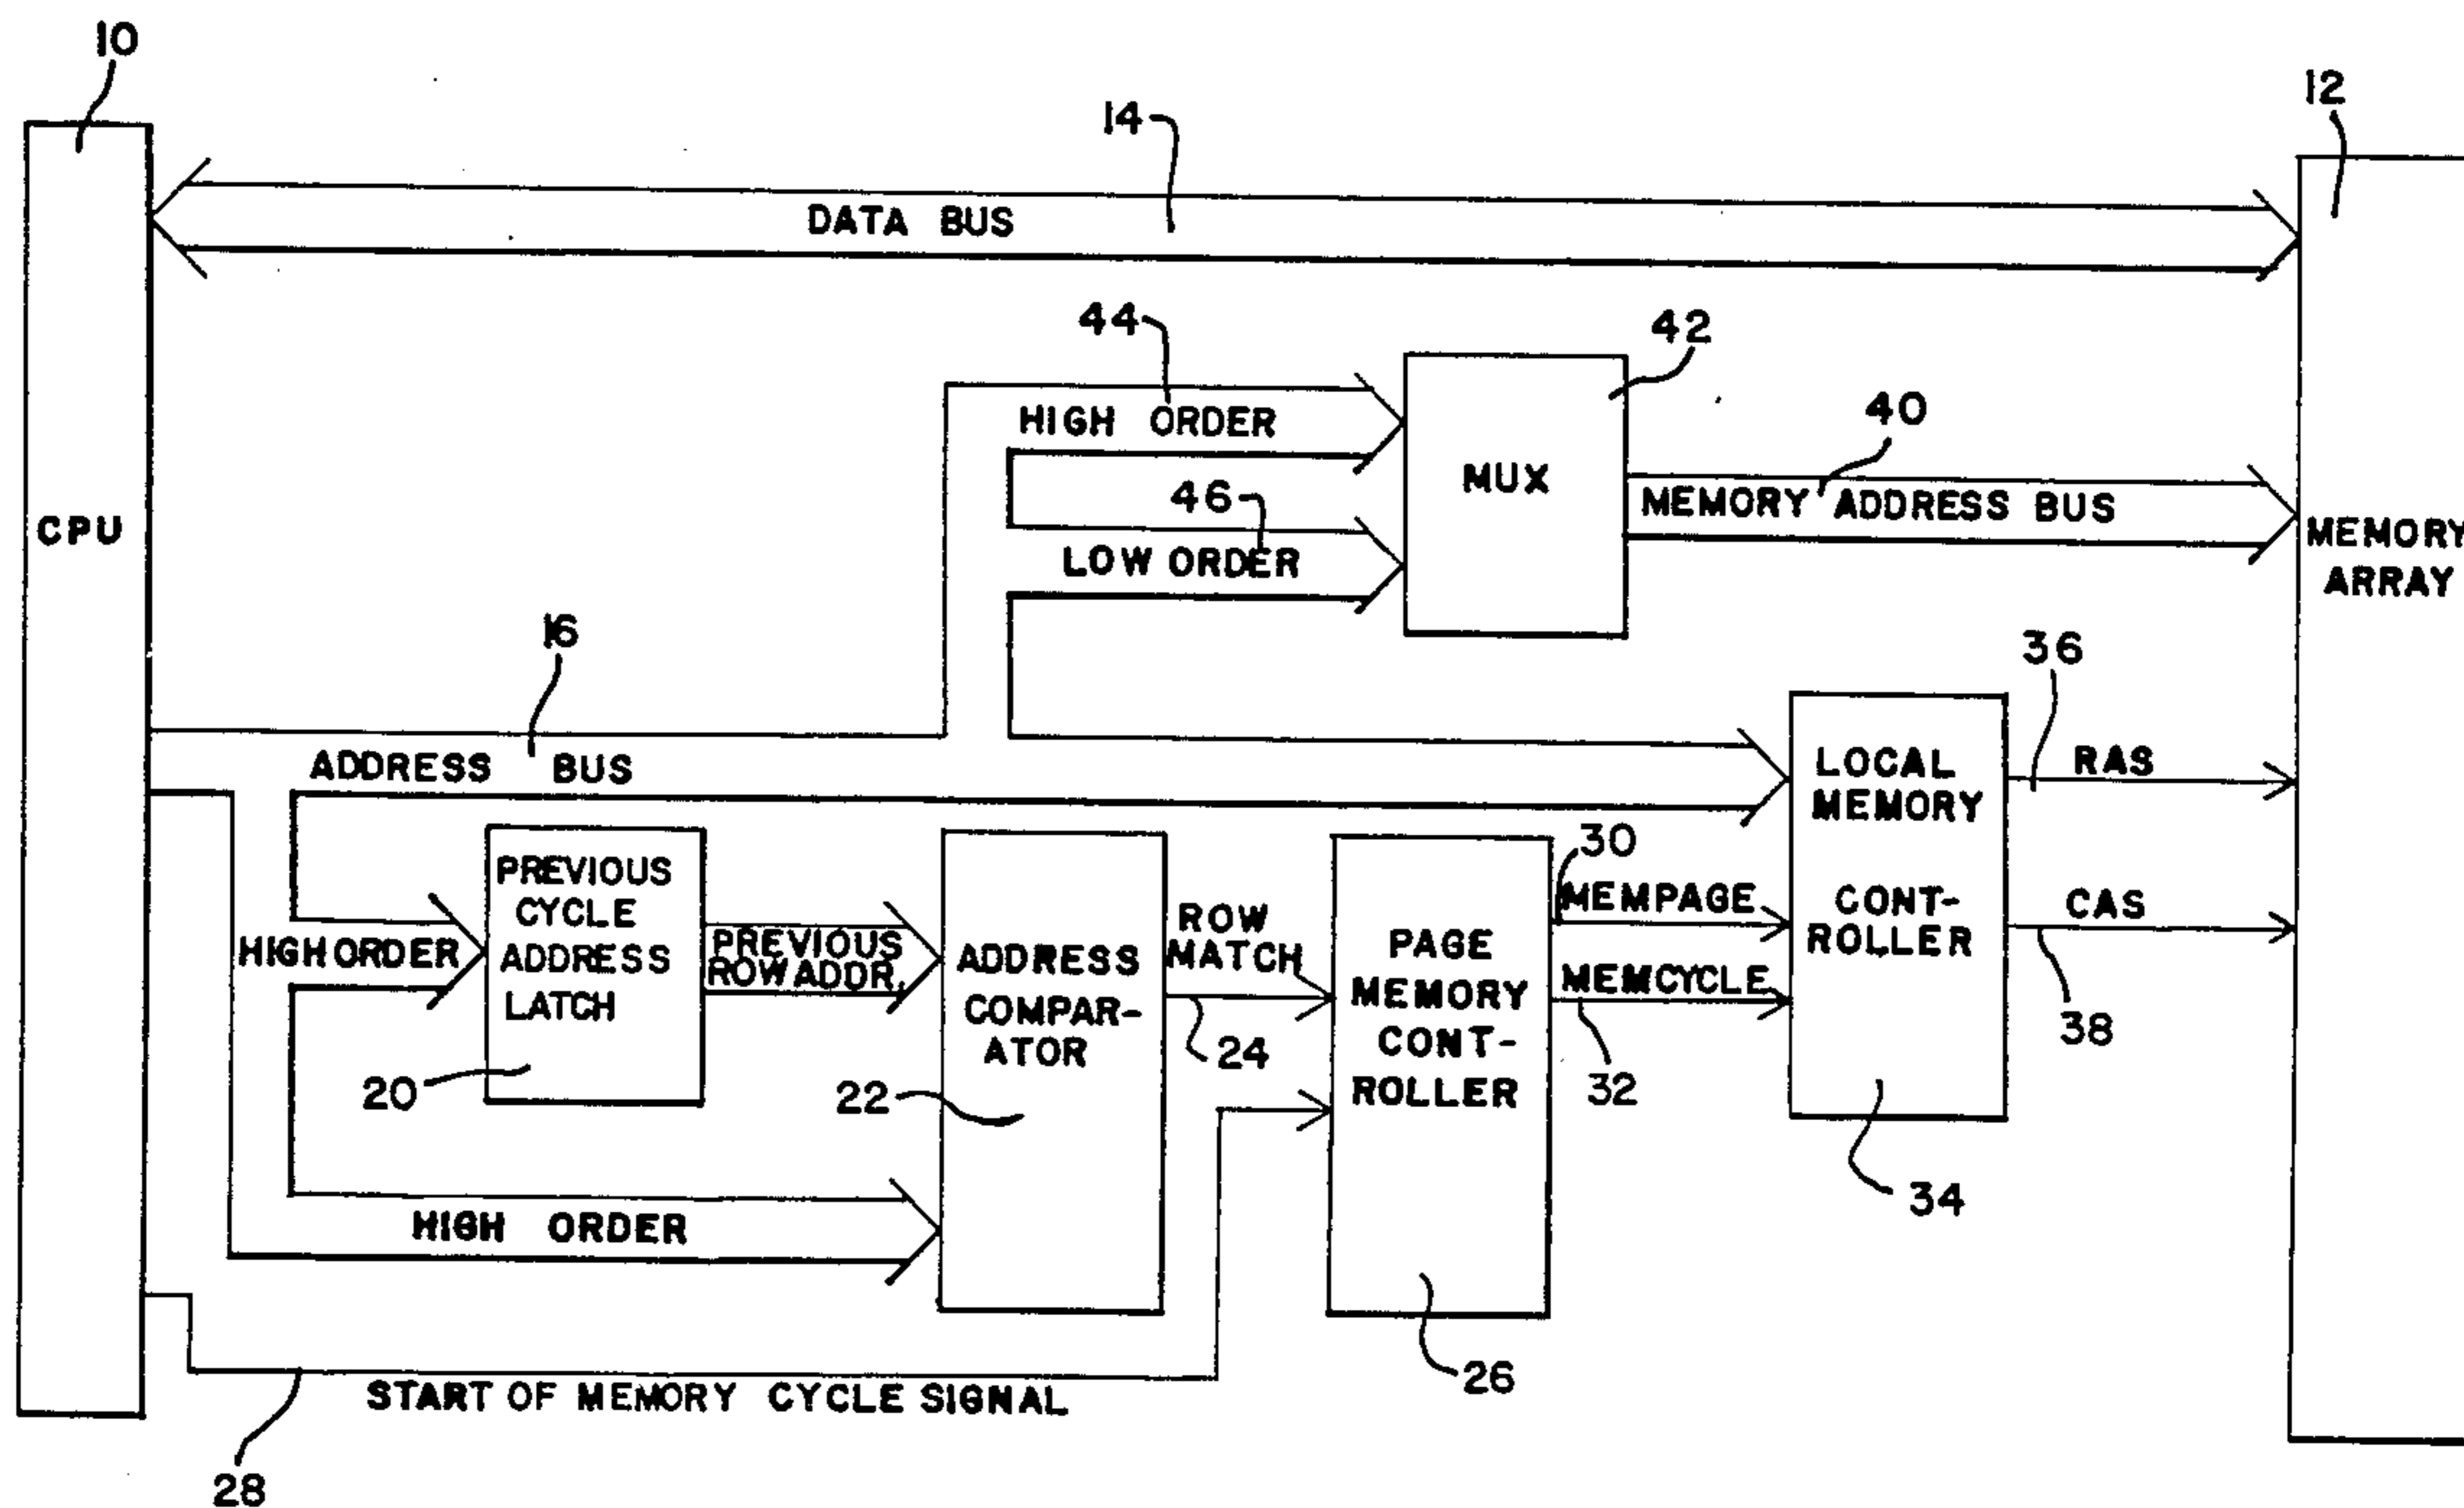 10
12
14
DATA BUS
44
42
HIGH ORDER
40
MUX
46
MEMORY ADDRESS BUS
CPU
LOW ORDER
MEMORY
ARRAY
16
36
ADDRESS BUS
LOCAL
MEMORY
CONT-
ROLLER
RAS
30
PREVIOUS
CYCLE
ADDRESS
LATCH
HIGH ORDER
PREVIOUS
ROW ADDR.
ADDRESS
COMPAR-
ATOR
ROW
MATCH
PAGE
MEMORY
CONT-
ROLLER
MEMPAGE
MEMCYCLE
CAS
38
24
32
20
22
34
HIGH ORDER
26
START OF MEMORY CYCLE SIGNAL
28